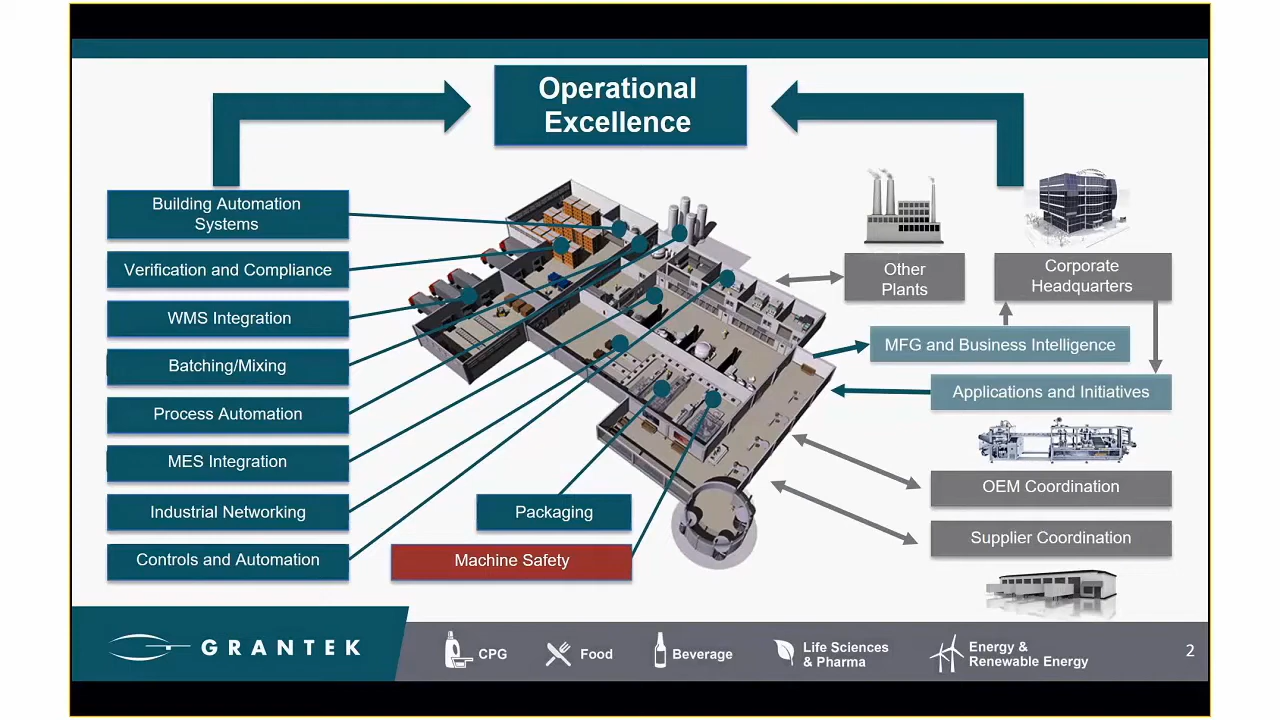 Operational
Excellence
Building Automation
Systems
Verification and Compliance
WMS Integration
Batching/Mixing
Process Automation
MES Integration
Industrial Networking
Controls and Automation
Packaging
Machine Safety
Other
Plants
Corporate
Headquarters
MFG and Business Intelligence
Applications and Initiatives
OEM Coordination
Supplier Coordination
GRANTEK
CPG
Food
Beverage
Life Sciences
& Pharma
Energy &
Renewable Energy
2